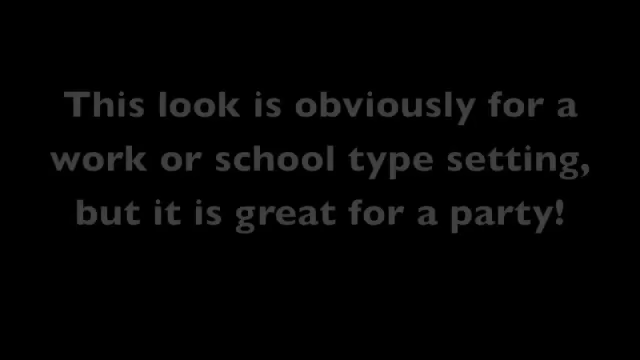 This look is obviously for a
work or school type setting,
but it is great for a party!